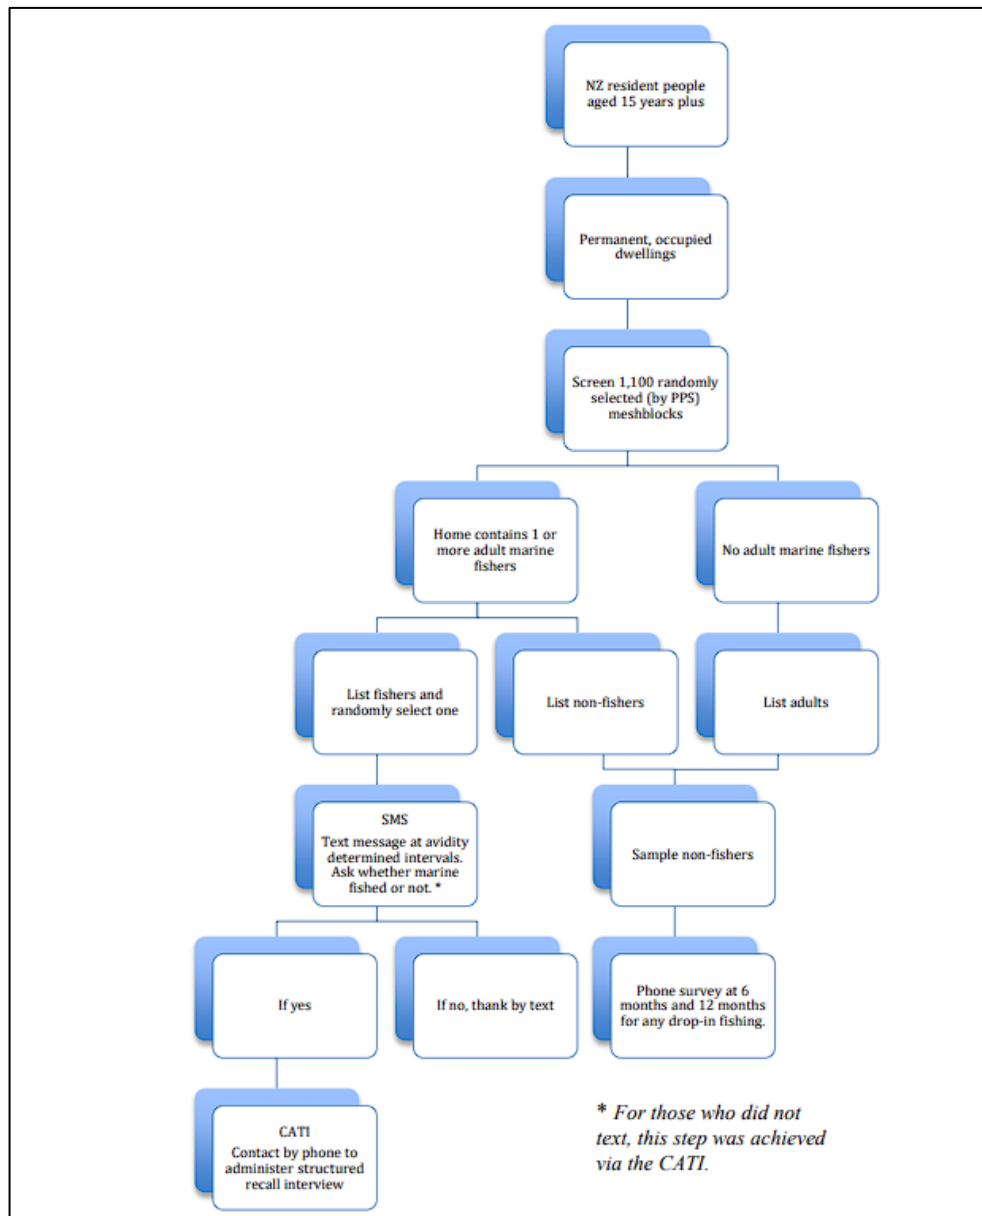 NZ resident people
aged 15 years plus
Permanent, occupied
dwellings
Screen 1,100 randomly
selected (by PPS)
meshblocks
Home contains 1 or
more adult marine
fishers
No adult marine fishers
List fishers and
randomly select one
List non-fishers
List adults
SMS
Text message at avidity
determined intervals.
Ask whether marine
fished or not. *
Sample non-fishers
If yes
If no, thank by text
Phone survey at 6
months and 12 months
for any drop-in fishing.
CATI
Contact by phone to
administer structured
recall interview
* For those who did not
text, this step was achieved
via the CATI.